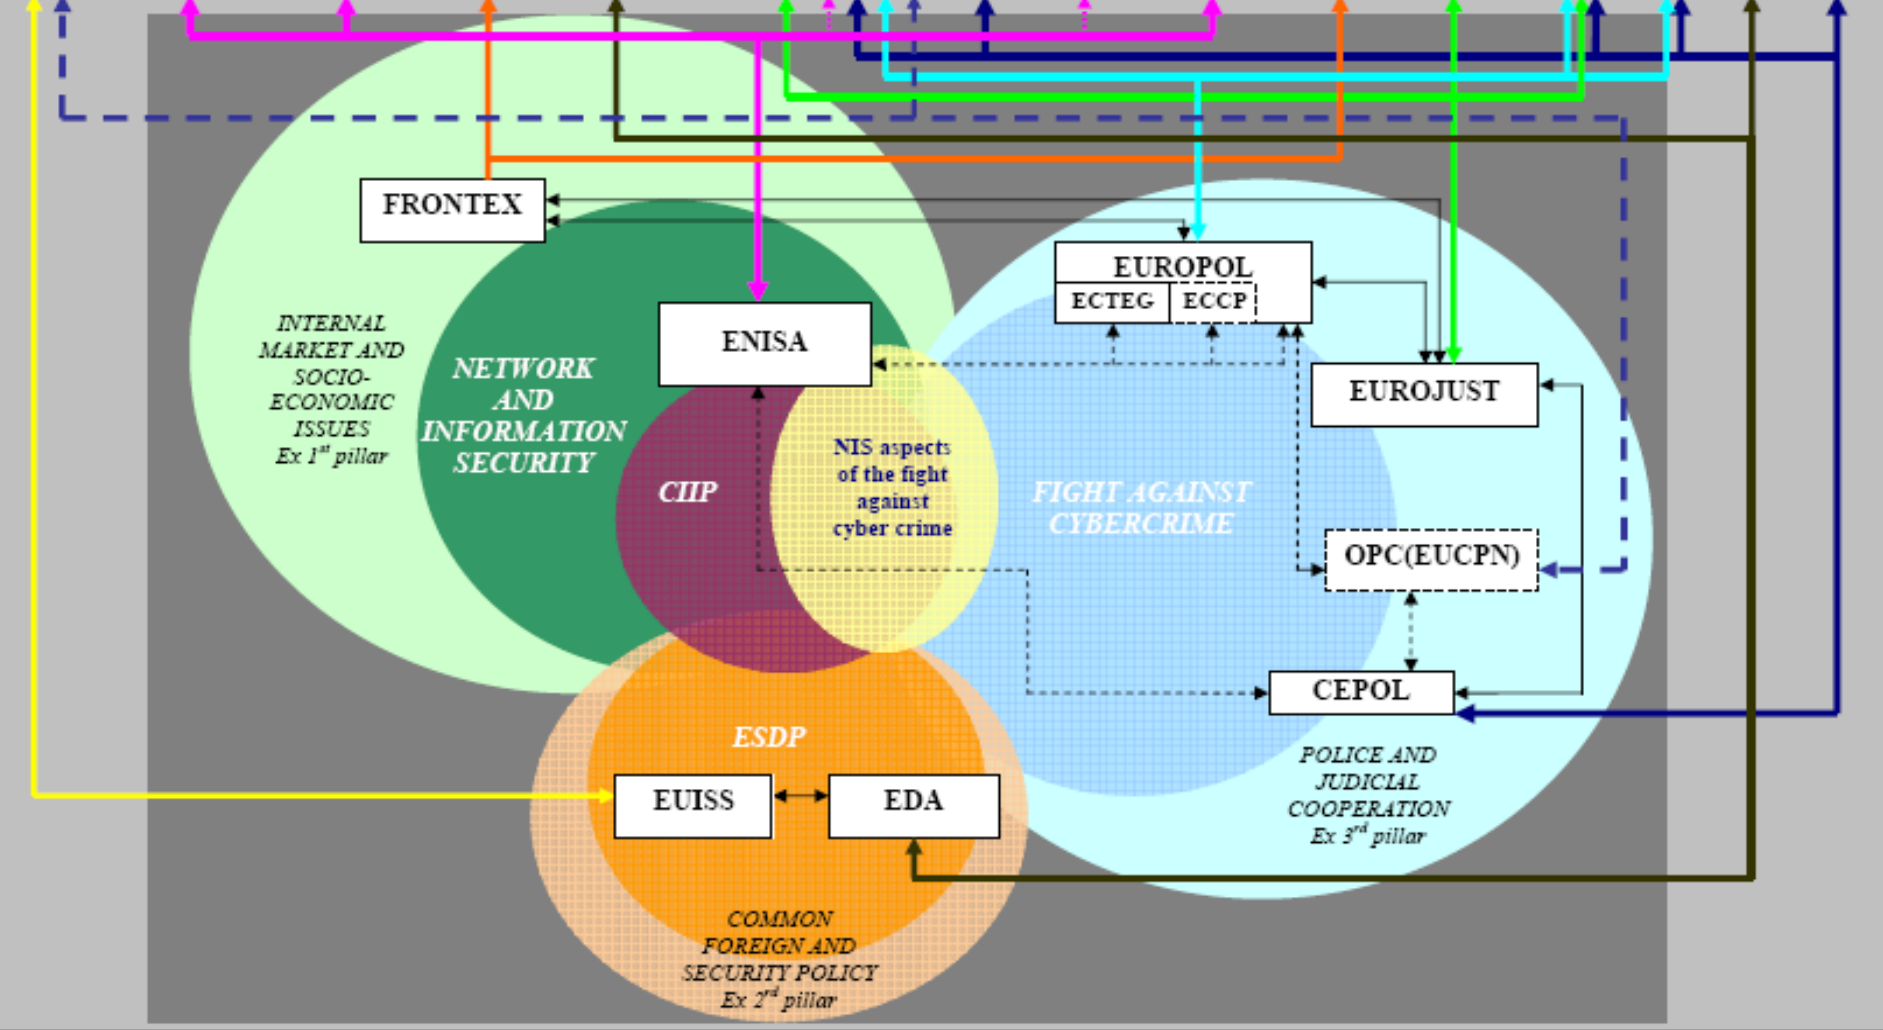 FRONTEX
EUROPOL
ECTEG
ECCP
ENISA
INTERNAL
MARKET AND
SOCIO-
ECONOMIC
ISSUES
Ex 1st pillar
NETWORK
AND
INFORMATION
SECURITY
EUROJUST
NIS aspects
of the fight
against
cyber crime
CIIP
FIGHT AGAINST
CYBERCRIME
OPC(EUCPN)
CEPOL
ESDP
EUISS
EDA
POLICE AND
JUDICIAL
COOPERATION
Ex 3rd pillar
COMMON
FOREIGN AND
SECURITY POLICY
Ex 2rd pillar